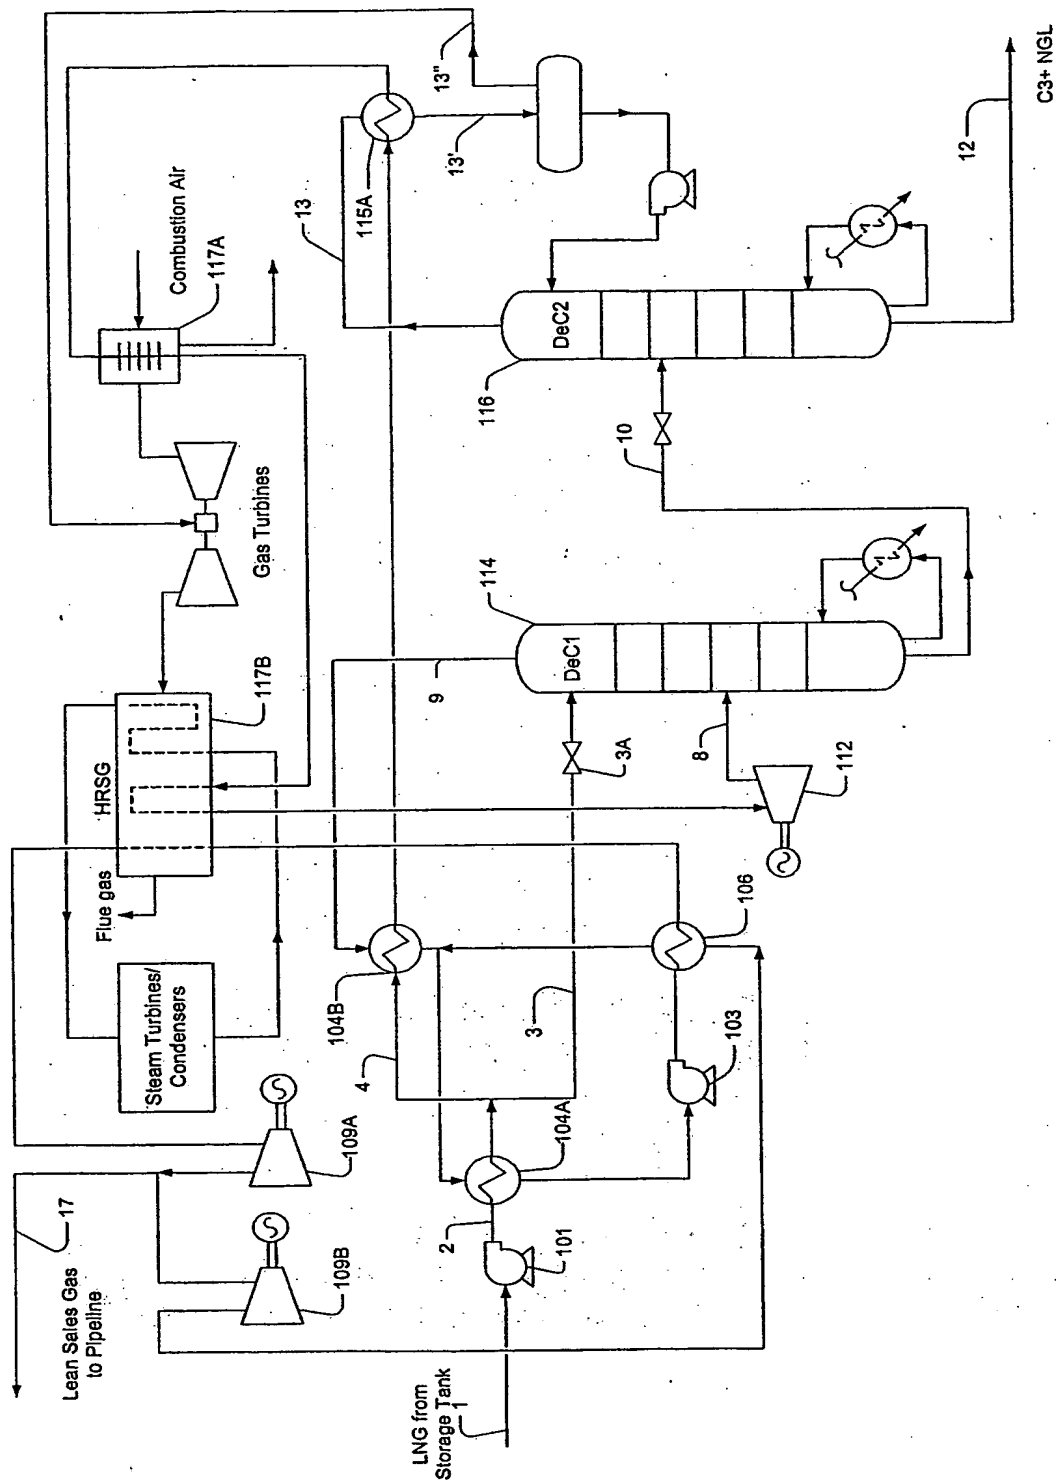 13"
13'
115A
13
Combustion Air
117A
Gas Turbines
117B
HRSG
Flue gas
Steam Turbines/
Condensers
109A
109B
17
Lean Sales Gas
to Pipeline
LNG from
Storage Tank
1
101
2
104A
103
3
4
104B
106
112
8
3A
9
DeC1
114
10
116
DeC2
12
C3+ NGL